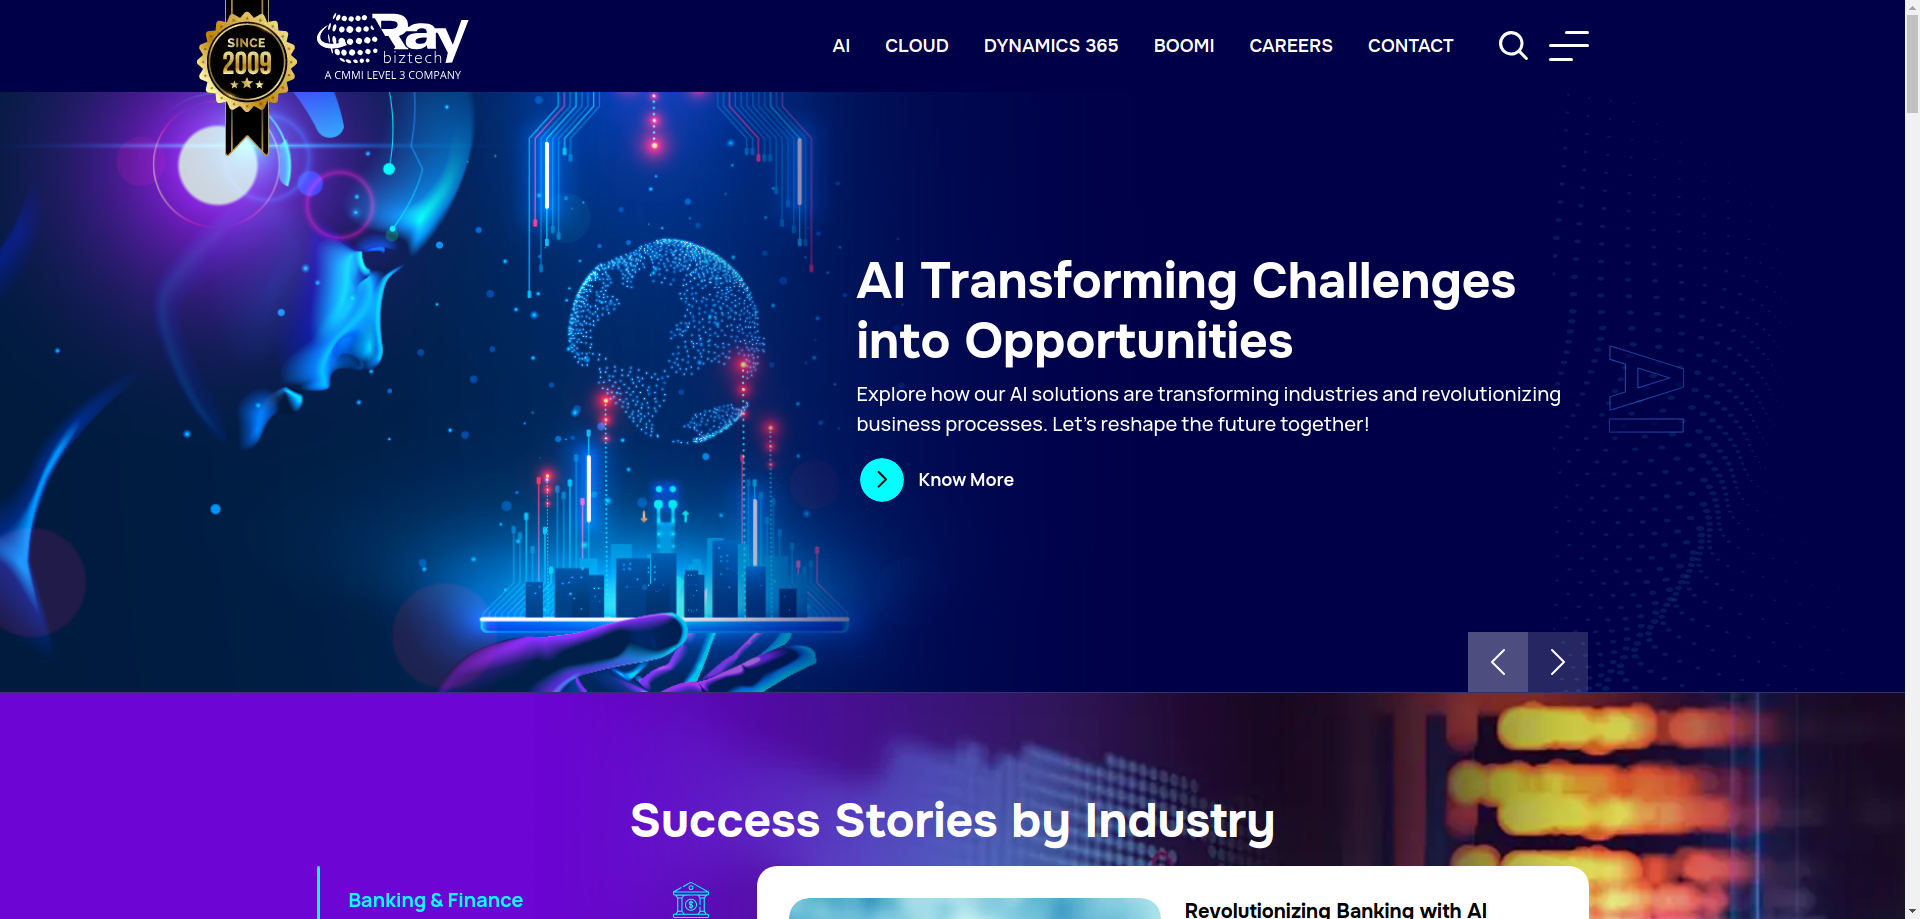 SINCE
2009
Ray
biztech
A CMMI LEVEL 3 COMPANY
AI CLOUD DYNAMICS 365 BOOMI CAREERS CONTACT
AI Transforming Challenges
into Opportunities
Explore how our AI solutions are transforming industries and revolutionizing
business processes. Let's reshape the future together!
Know More
AI
Success Stories by Industry
Banking & Finance
Revolutionizing Banking with AI